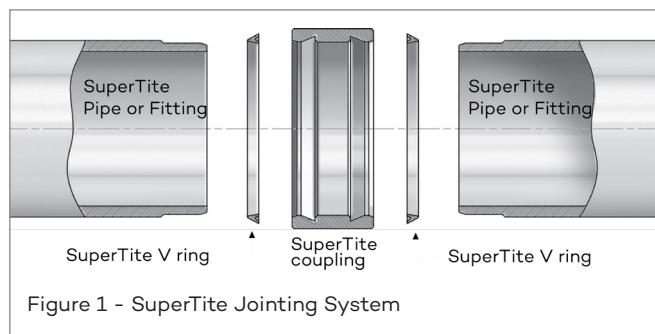 SuperTite
Pipe or Fitting
SuperTite
Pipe or Fitting
SuperTite V ring
SuperTite
coupling
SuperTite V ring
Figure 1 - SuperTite Jointing System